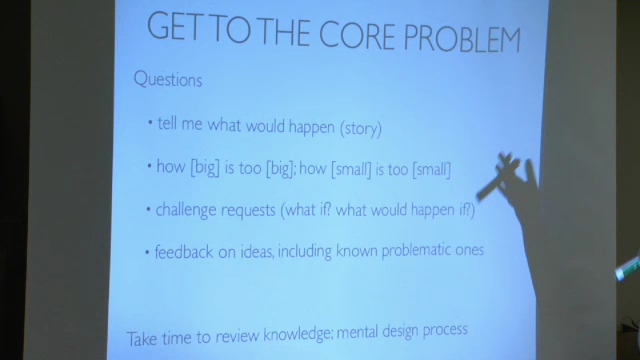 GET TO THE CORE PROBLEM
Questions
• tell me what would happen (story)
• how [big] is too [big]; how [small] is too [small]
• challenge requests (what if? what would happen if?)
• feedback on ideas, including known problematic ones
Take time to review knowledge; mental design process